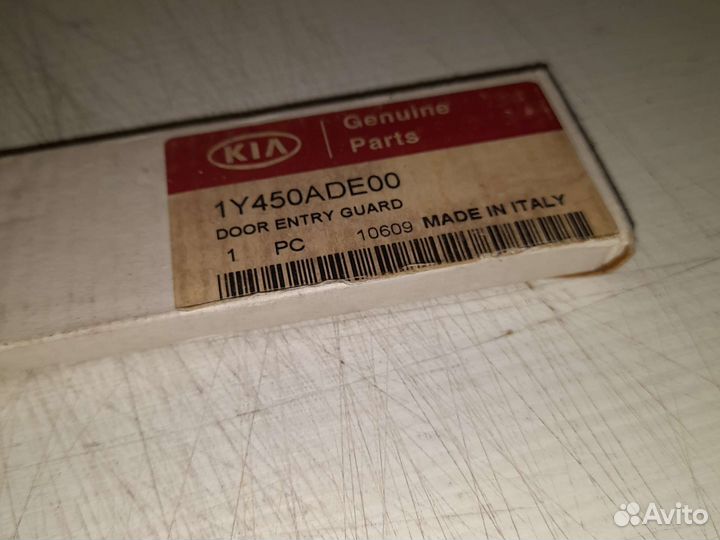 KIA
Genuine
Parts
1Y450ADE00
DOOR ENTRY GUARD
1 PC 10609 MADE IN ITALY
Avito